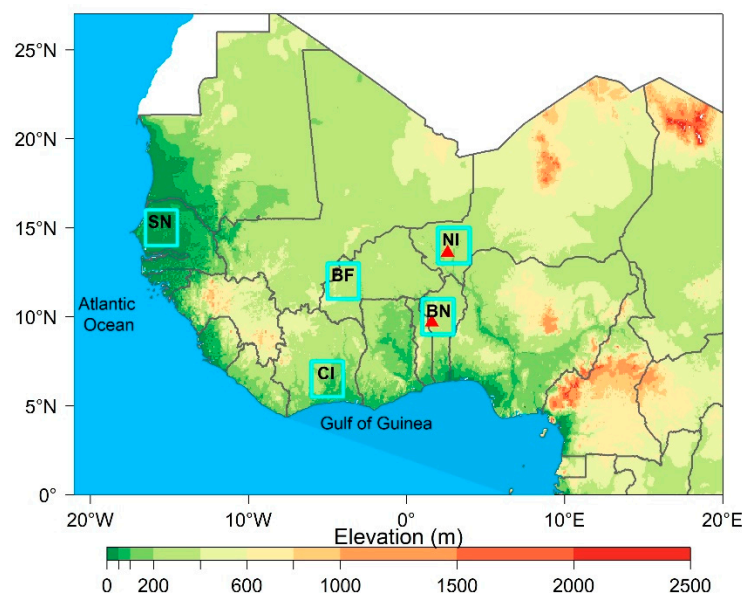 25°N
20°N
15°N
10°N
5°N
0°
SN
NI
BF
BN
CI
Atlantic
Ocean
Gulf of Guinea
20°W
10°W
0°
10°E
20°E
Elevation (m)
0
200
600
1000
1500
2000
2500